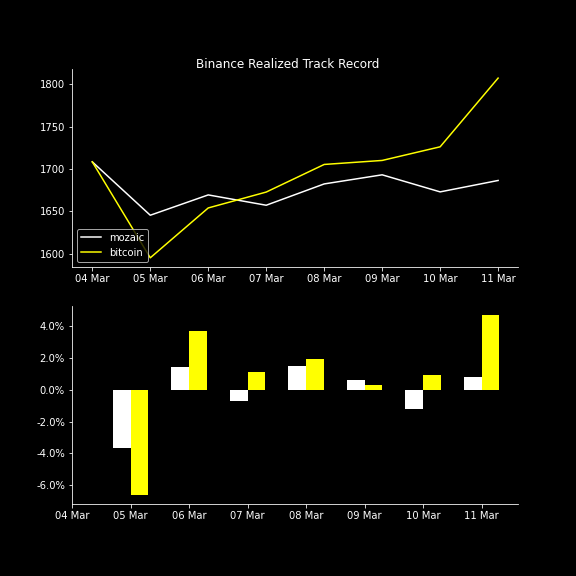 Binance Realized Track Record
1800
1750
1700
1650
1600
mozaic
bitcoin
04 Mar 05 Mar 06 Mar 07 Mar 08 Mar 09 Mar 10 Mar 11 Mar
4.0%
2.0%
0.0%
-2.0%
-4.0%
-6.0%
04 Mar 05 Mar 06 Mar 07 Mar 08 Mar 09 Mar 10 Mar 11 Mar